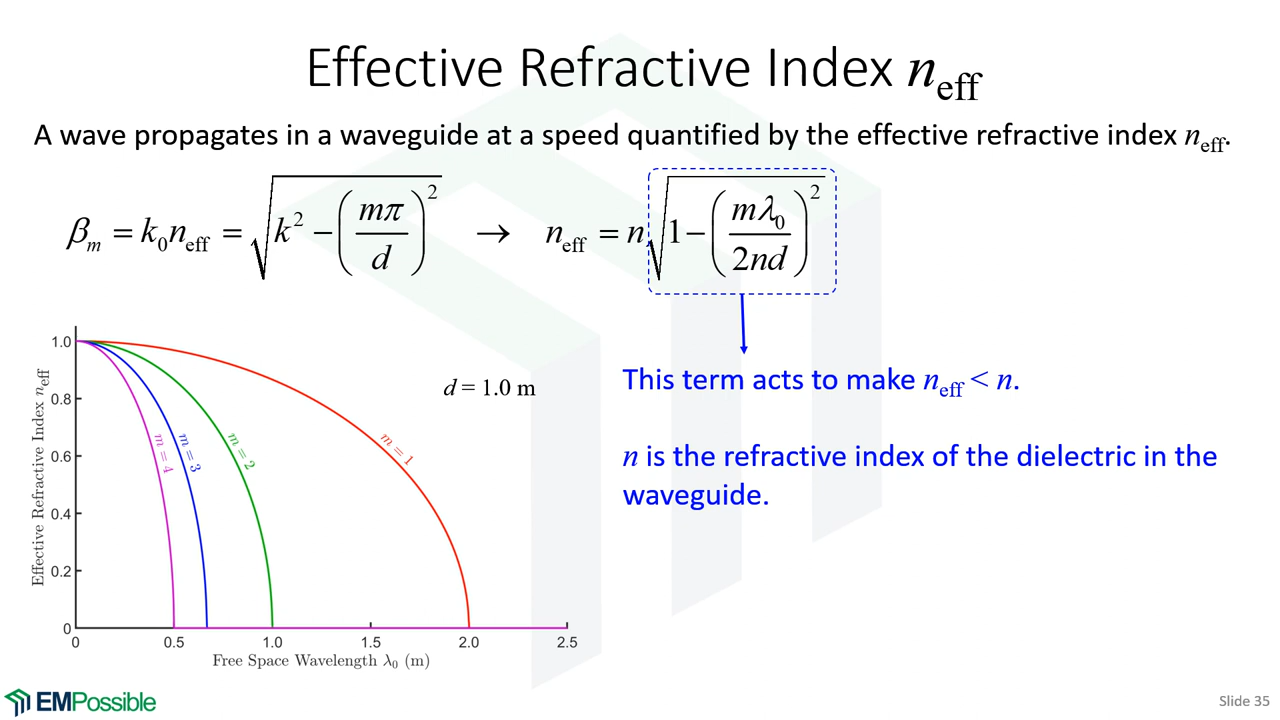 Effective Refractive Index n_eff
A wave propagates in a waveguide at a speed quantified by the effective refractive index n_eff.
β_m = k_0 n_eff = √(k² − (mπ/d)²) → n_eff = n√(1 − (mλ_0/2nd)²)
This term acts to make n_eff < n.
n is the refractive index of the dielectric in the
waveguide.
d = 1.0 m
Effective Refractive Index n_eff
1.0
0.8
0.6
0.4
0.2
0
m = 4
m = 3
m = 2
m = 1
0 0.5 1.0 1.5 2.0 2.5
Free Space Wavelength λ_0 (m)
EMPossible
Slide 35